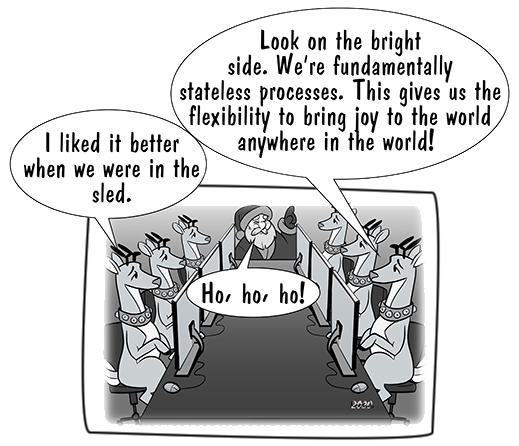 Look on the bright
side. We're fundamentally
stateless processes. This gives us the
flexibility to bring joy to the world
anywhere in the world!
I liked it better
when we were in the
sled.
Ho, ho, ho!
2020